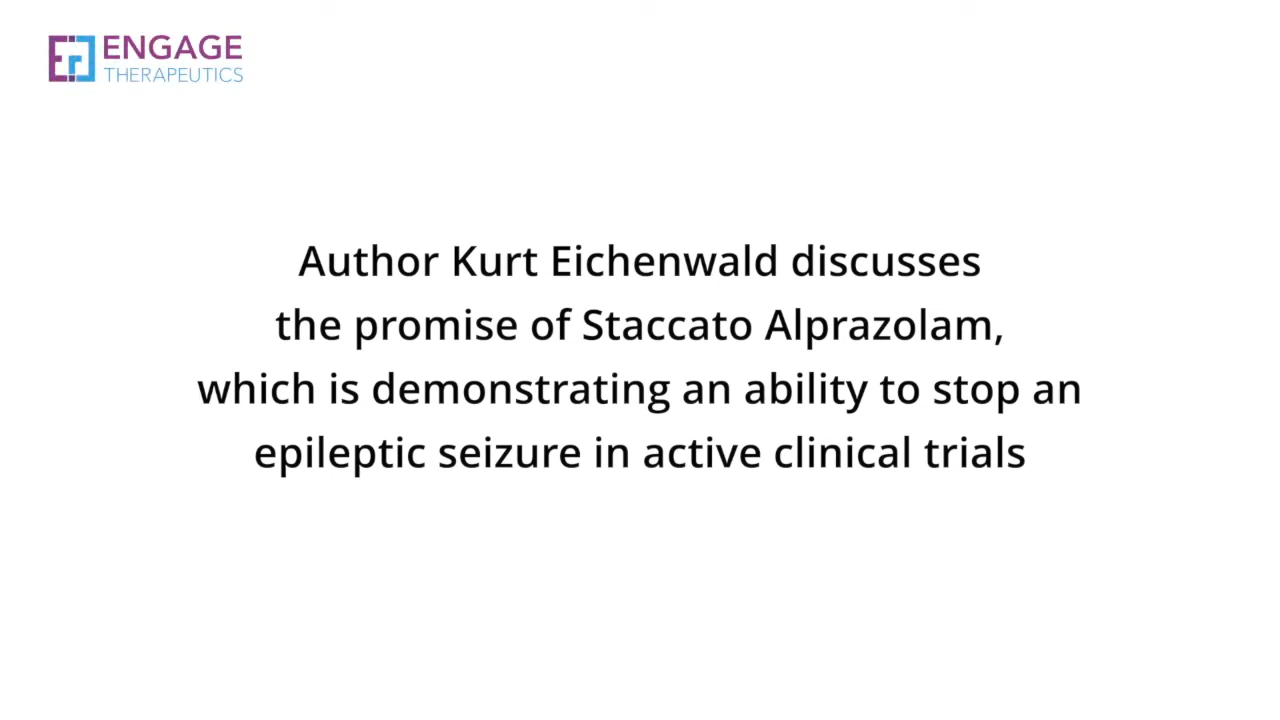 ENGAGE
THERAPEUTICS
Author Kurt Eichenwald discusses
the promise of Staccato Alprazolam,
which is demonstrating an ability to stop an
epileptic seizure in active clinical trials